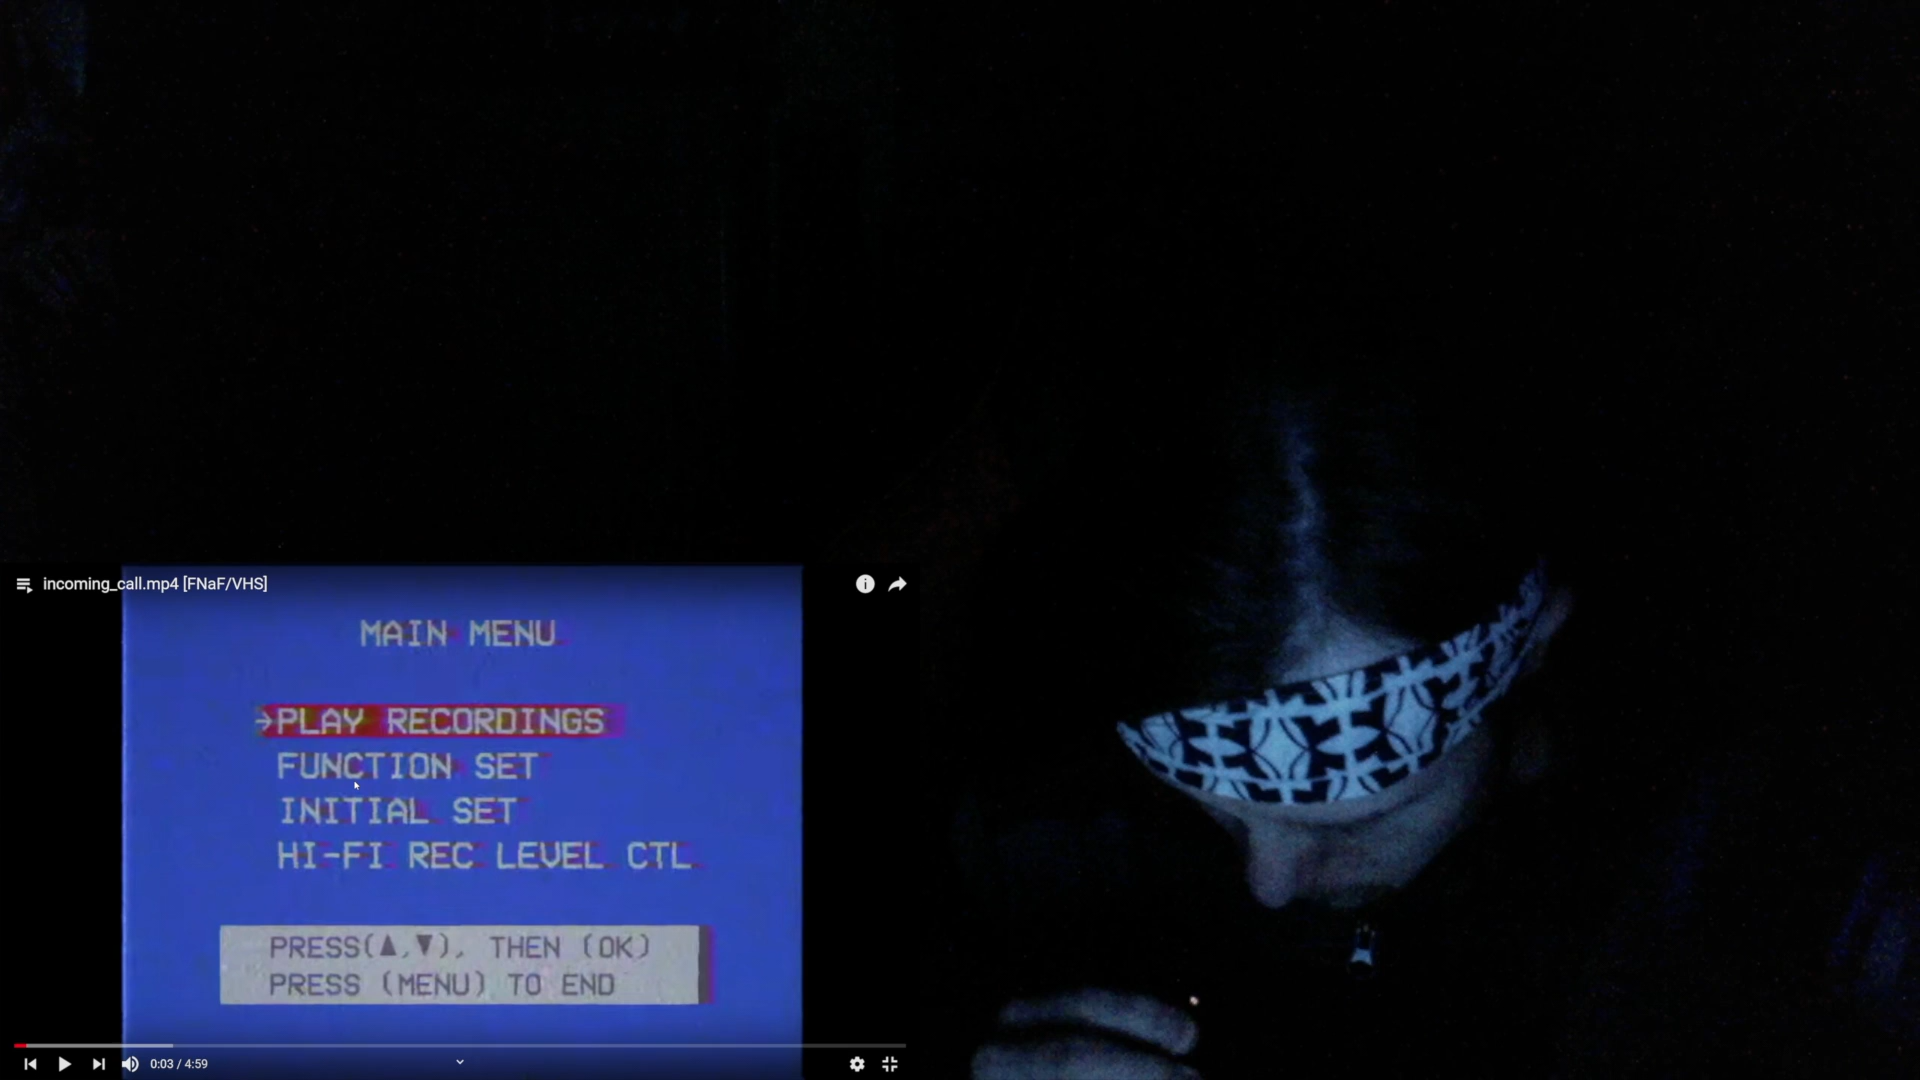 incoming_call.mp4 [FNaF/VHS]
MAIN MENU
→PLAY RECORDINGS
FUNCTION SET
INITIAL SET
HI-FI REC LEVEL CTL
PRESS(▲,▼), THEN (OK)
PRESS (MENU) TO END
0:03 / 4:59